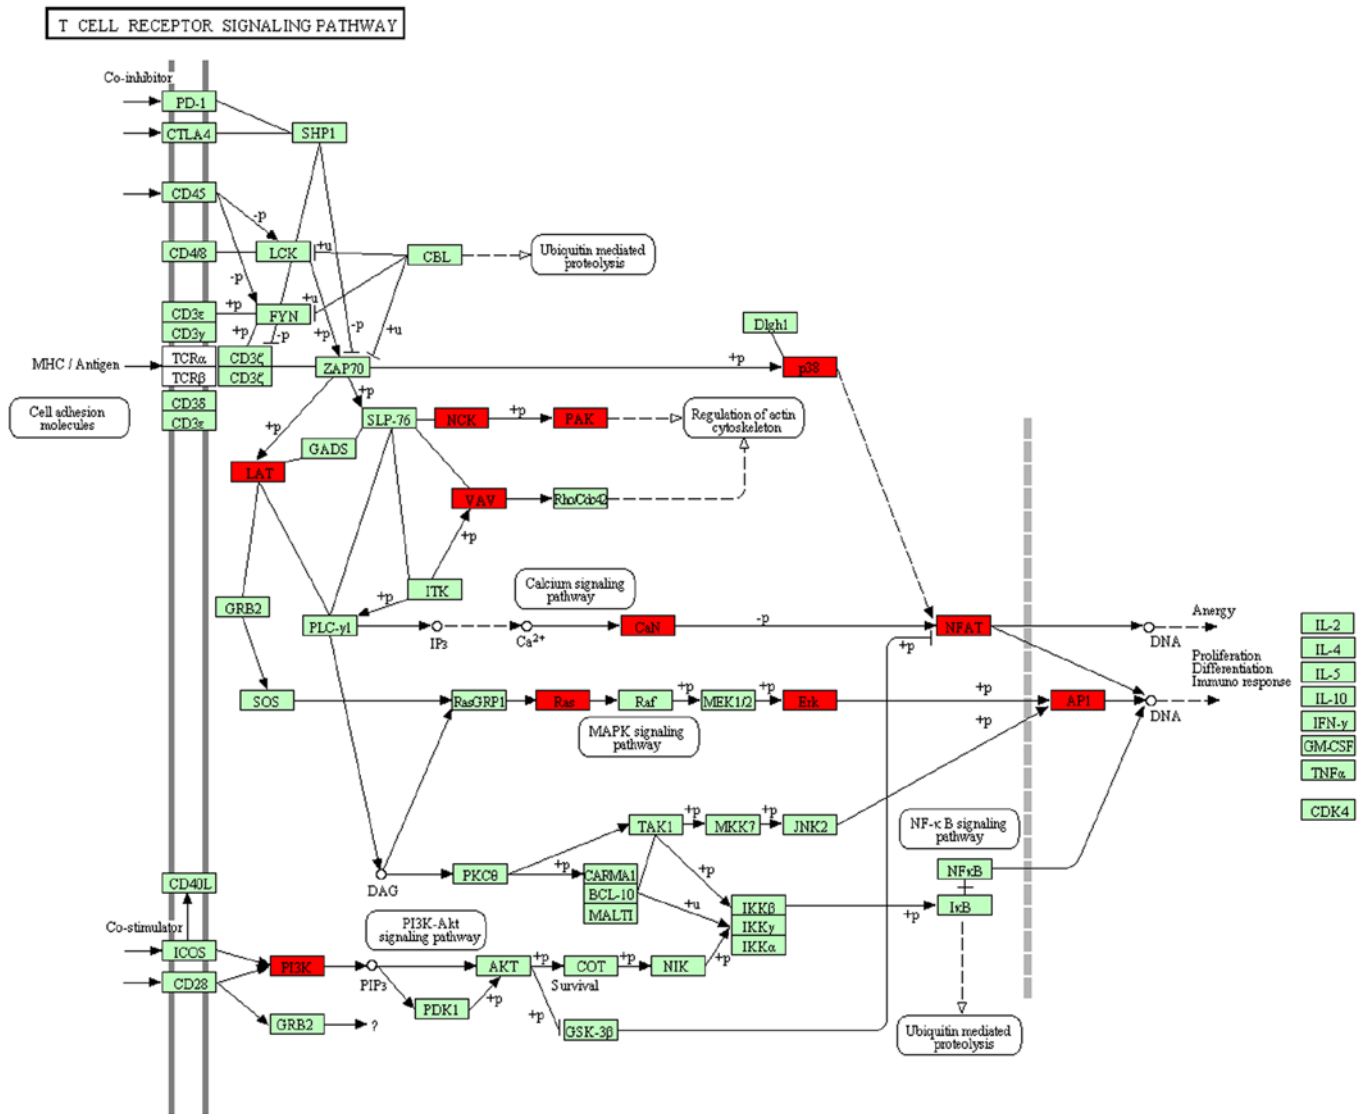 T CELL RECEPTOR SIGNALING PATHWAY
Co-inhibitor
PD-1
CTLA4
SHP1
CD45
-p
CD4/8
LCK
+u
CBL
Ubiquitin mediated
proteolysis
-p
CD3ε
+p
FYN
+u
CD3γ
+p
-p
+p
-p
+u
Dlgh1
MHC / Antigen
TCRα
CD3ζ
ZAP70
+p
p38
TCRβ
CD3ζ
Cell adhesion
molecules
CD3δ
CD3ε
+p
SLP-76
NCK
+p
PAK
Regulation of actin
cytoskeleton
+p
GADS
LAT
VAV
Rho/Cdc42
+p
ITK
Calcium signaling
pathway
+p
GRB2
PLC-γ1
IP3
Ca2+
CaN
-p
NFAT
+p
DNA
Anergy
Proliferation
Differentiation
Immuno response
SOS
RasGRP1
Ras
Raf
+p
MEK1/2
+p
Erk
+p
AP1
DNA
MAPK signaling
pathway
+p
IL-2
IL-4
IL-5
IL-10
IFN-γ
GM-CSF
TNFα
CDK4
TAK1
+p
MKK7
+p
JNK2
NF-κ B signaling
pathway
DAG
PKCθ
+p
CARMA1
BCL-10
MALT1
+p
+u
IKKβ
IKKγ
IKKα
+p
NFκB
IκB
CD40L
Co-stimulator
ICOS
CD28
PI3K
PIP3
PI3K-Akt
signaling pathway
AKT
+p
COT
+p
NIK
+p
Survival
PDK1
+p
+p
GSK-3β
GRB2
?
Ubiquitin mediated
proteolysis